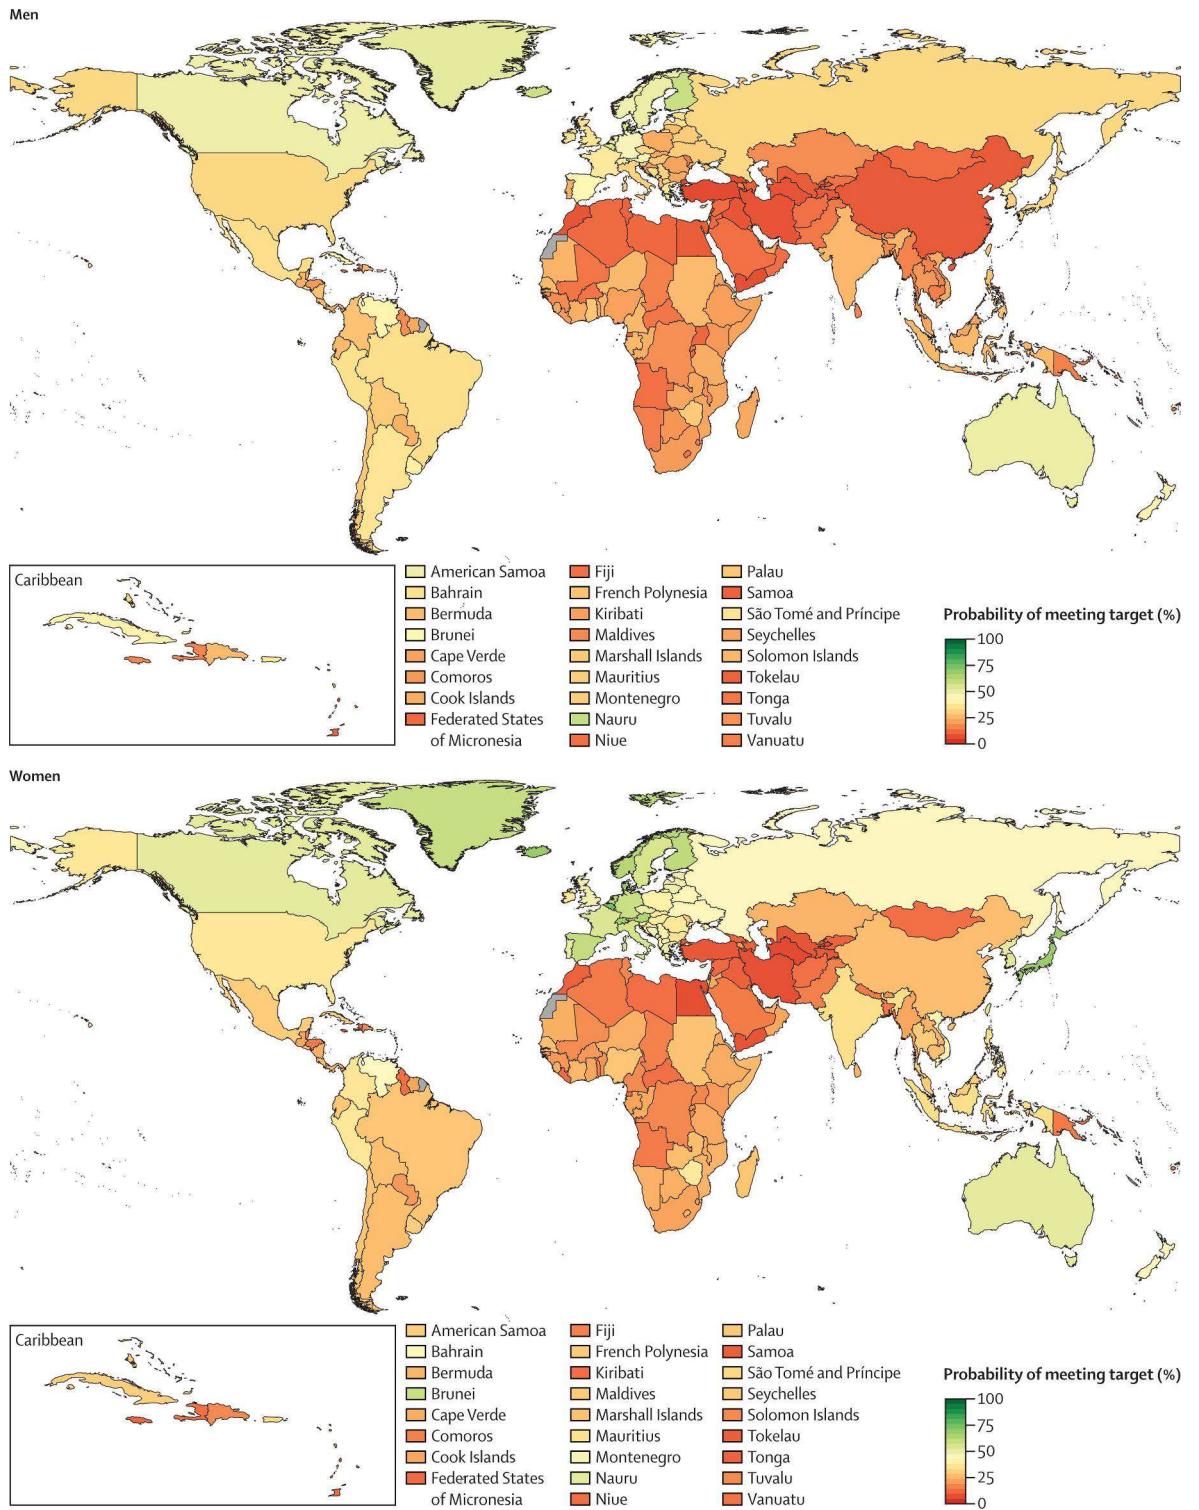 Men
Caribbean
American Samoa
Bahrain
Bermuda
Brunei
Cape Verde
Comoros
Cook Islands
Federated States
of Micronesia
Fiji
French Polynesia
Kiribati
Maldives
Marshall Islands
Mauritius
Montenegro
Nauru
Niue
Palau
Samoa
São Tomé and Príncipe
Seychelles
Solomon Islands
Tokelau
Tonga
Tuvalu
Vanuatu
Probability of meeting target (%)
100
75
50
25
0
Women
Caribbean
American Samoa
Bahrain
Bermuda
Brunei
Cape Verde
Comoros
Cook Islands
Federated States
of Micronesia
Fiji
French Polynesia
Kiribati
Maldives
Marshall Islands
Mauritius
Montenegro
Nauru
Niue
Palau
Samoa
São Tomé and Príncipe
Seychelles
Solomon Islands
Tokelau
Tonga
Tuvalu
Vanuatu
Probability of meeting target (%)
100
75
50
25
0